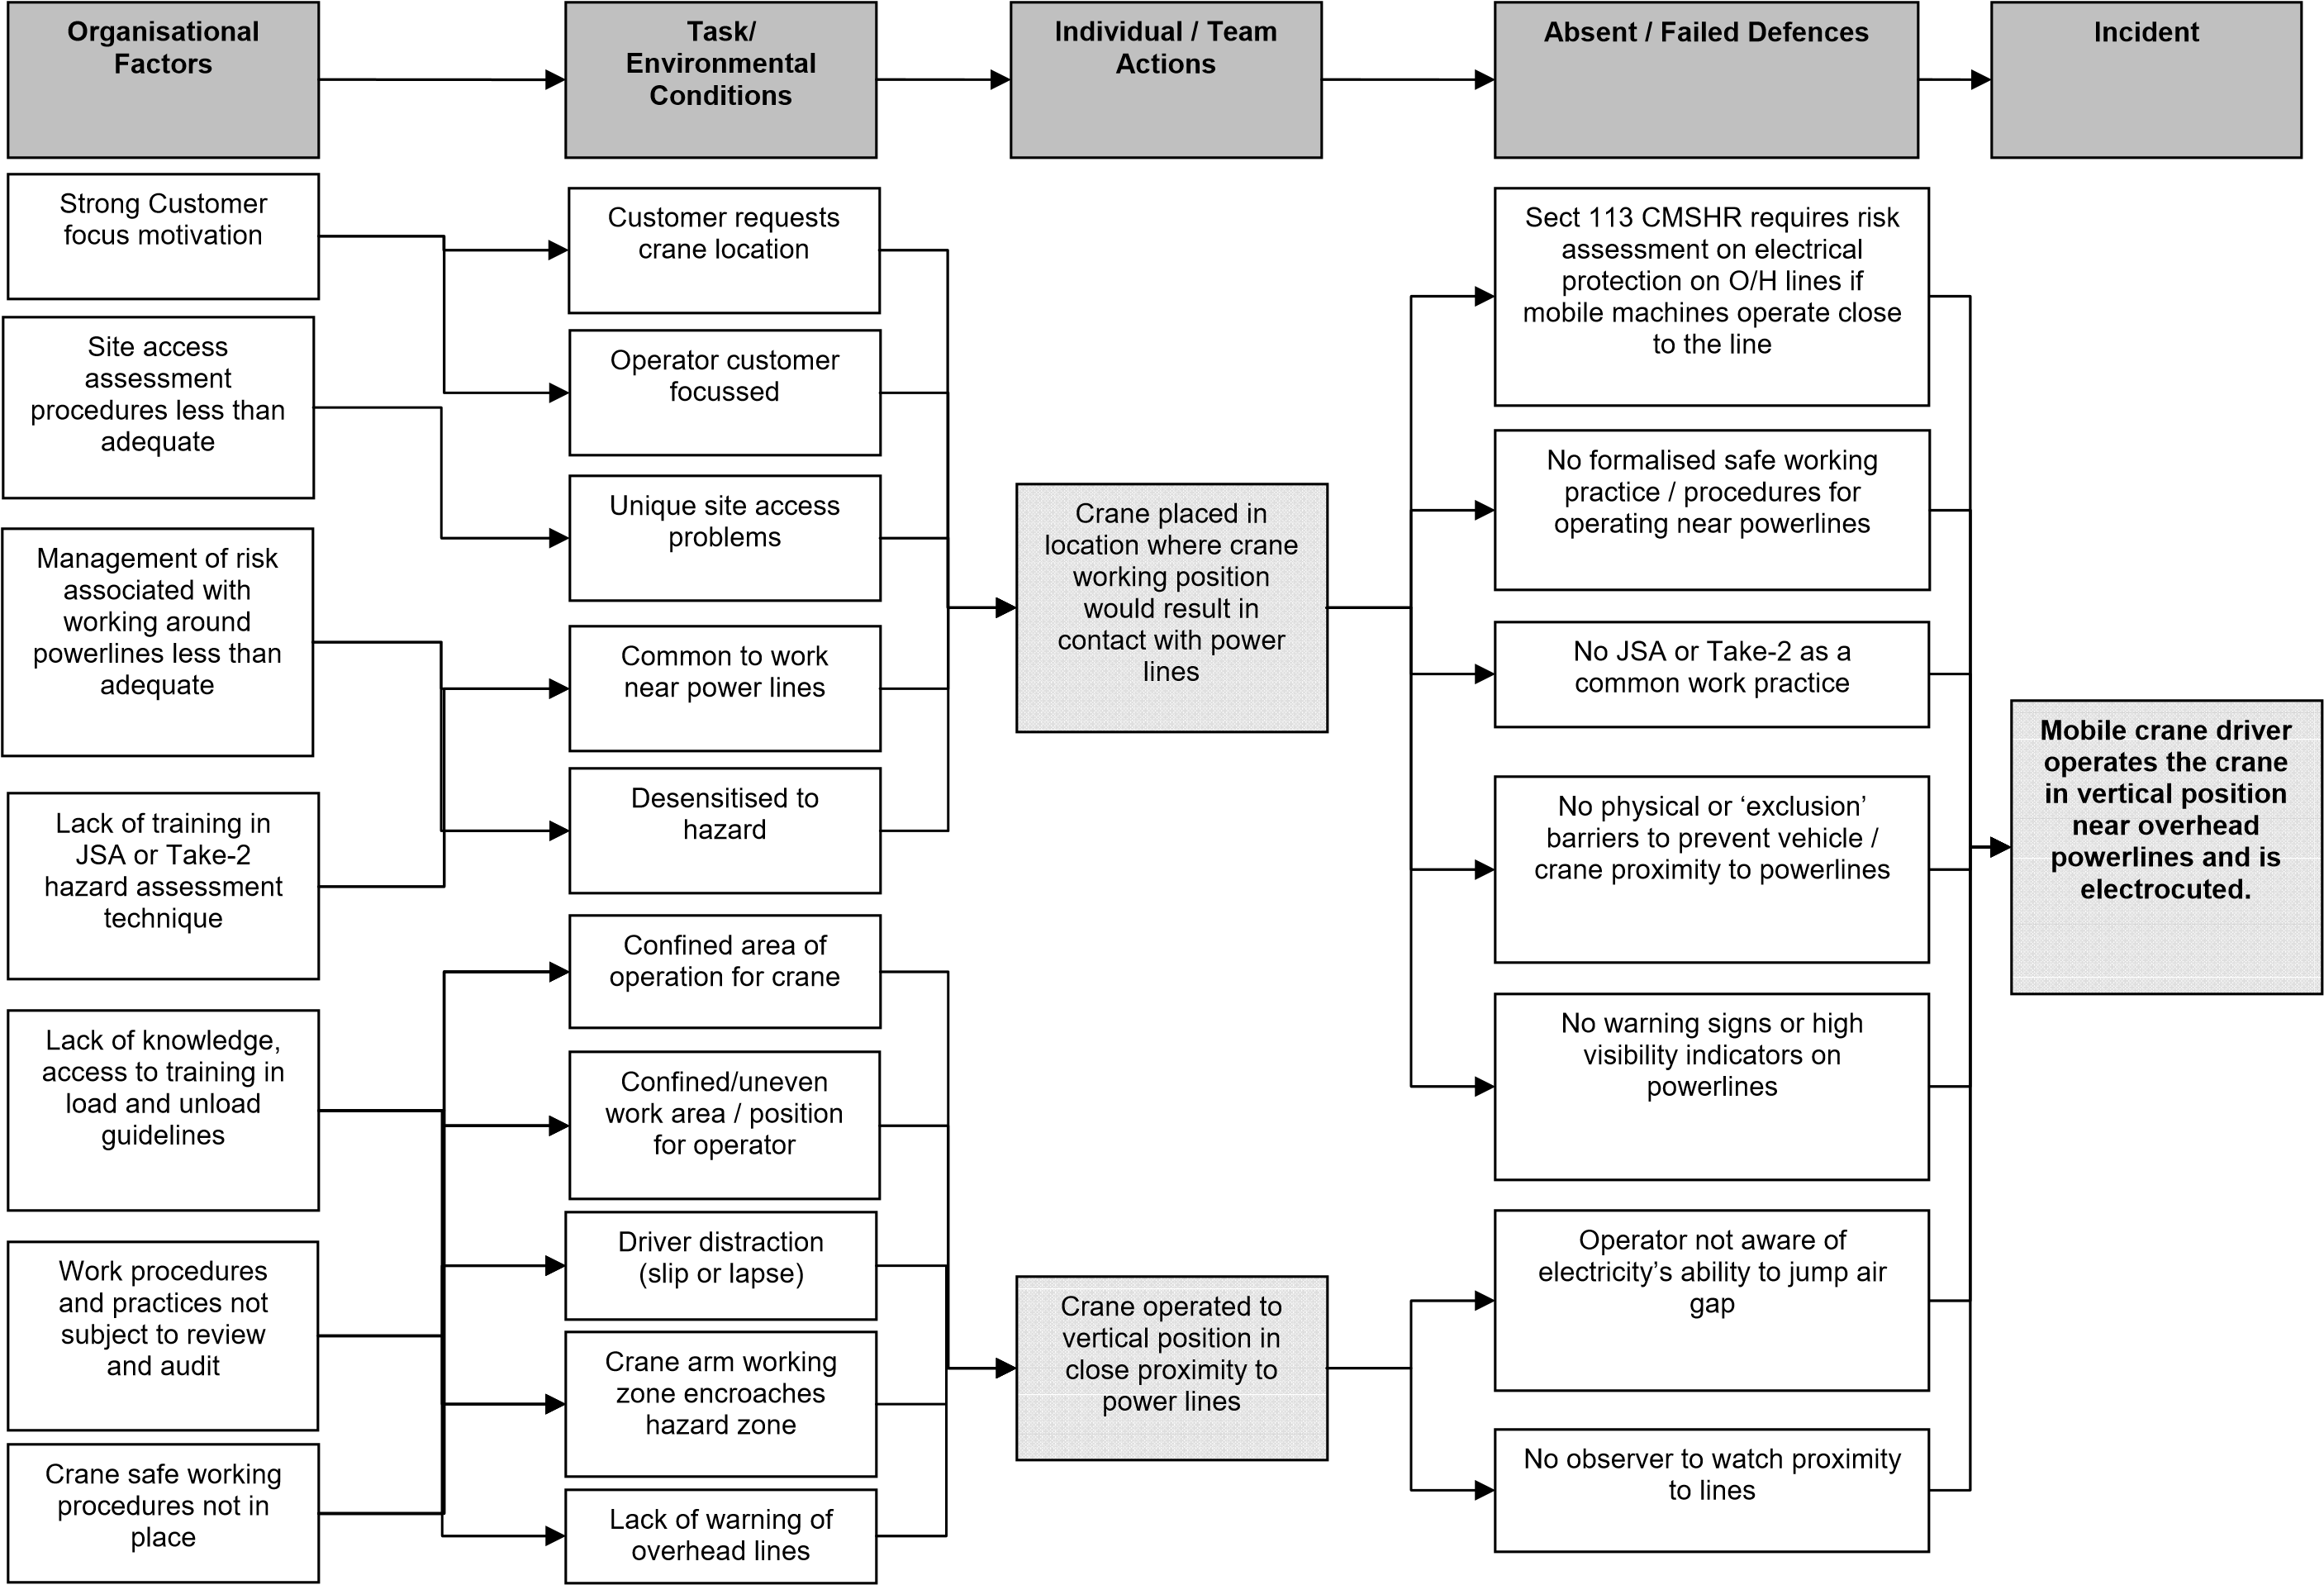 Organisational
Factors
Task/
Environmental
Conditions
Individual / Team
Actions
Absent / Failed Defences
Incident
Strong Customer
focus motivation
Site access
assessment
procedures less than
adequate
Management of risk
associated with
working around
powerlines less than
adequate
Lack of training in
JSA or Take-2
hazard assessment
technique
Lack of knowledge,
access to training in
load and unload
guidelines
Work procedures
and practices not
subject to review
and audit
Crane safe working
procedures not in
place
Customer requests
crane location
Operator customer
focussed
Unique site access
problems
Common to work
near power lines
Desensitised to
hazard
Confined area of
operation for crane
Confined/uneven
work area / position
for operator
Driver distraction
(slip or lapse)
Crane arm working
zone encroaches
hazard zone
Lack of warning of
overhead lines
Crane placed in
location where crane
working position
would result in
contact with power
lines
Crane operated to
vertical position in
close proximity to
power lines
Sect 113 CMSHR requires risk
assessment on electrical
protection on O/H lines if
mobile machines operate close
to the line
No formalised safe working
practice / procedures for
operating near powerlines
No JSA or Take-2 as a
common work practice
No physical or ‘exclusion’
barriers to prevent vehicle /
crane proximity to powerlines
No warning signs or high
visibility indicators on
powerlines
Operator not aware of
electricity’s ability to jump air
gap
No observer to watch proximity
to lines
Mobile crane driver
operates the crane
in vertical position
near overhead
powerlines and is
electrocuted.